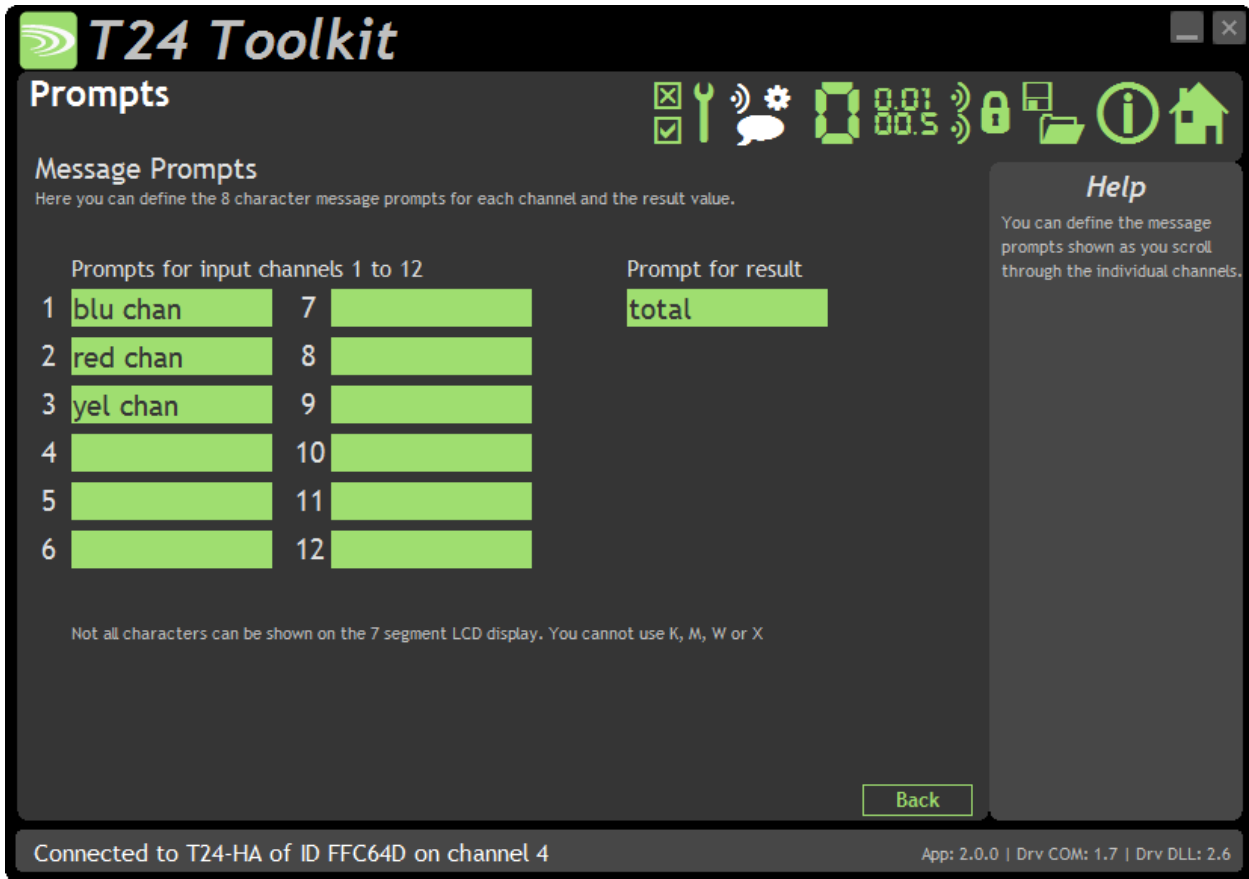 T24 Toolkit
Prompts
0 0.01
00.5
Message Prompts
Here you can define the 8 character message prompts for each channel and the result value.
Prompts for input channels 1 to 12
Prompt for result
1 blu chan 7
total
2 red chan 8
3 yel chan 9
4 10
5 11
6 12
Not all characters can be shown on the 7 segment LCD display. You cannot use K, M, W or X
Back
Help
You can define the message
prompts shown as you scroll
through the individual channels.
Connected to T24-HA of ID FFC64D on channel 4
App: 2.0.0 | Drv COM: 1.7 | Drv DLL: 2.6